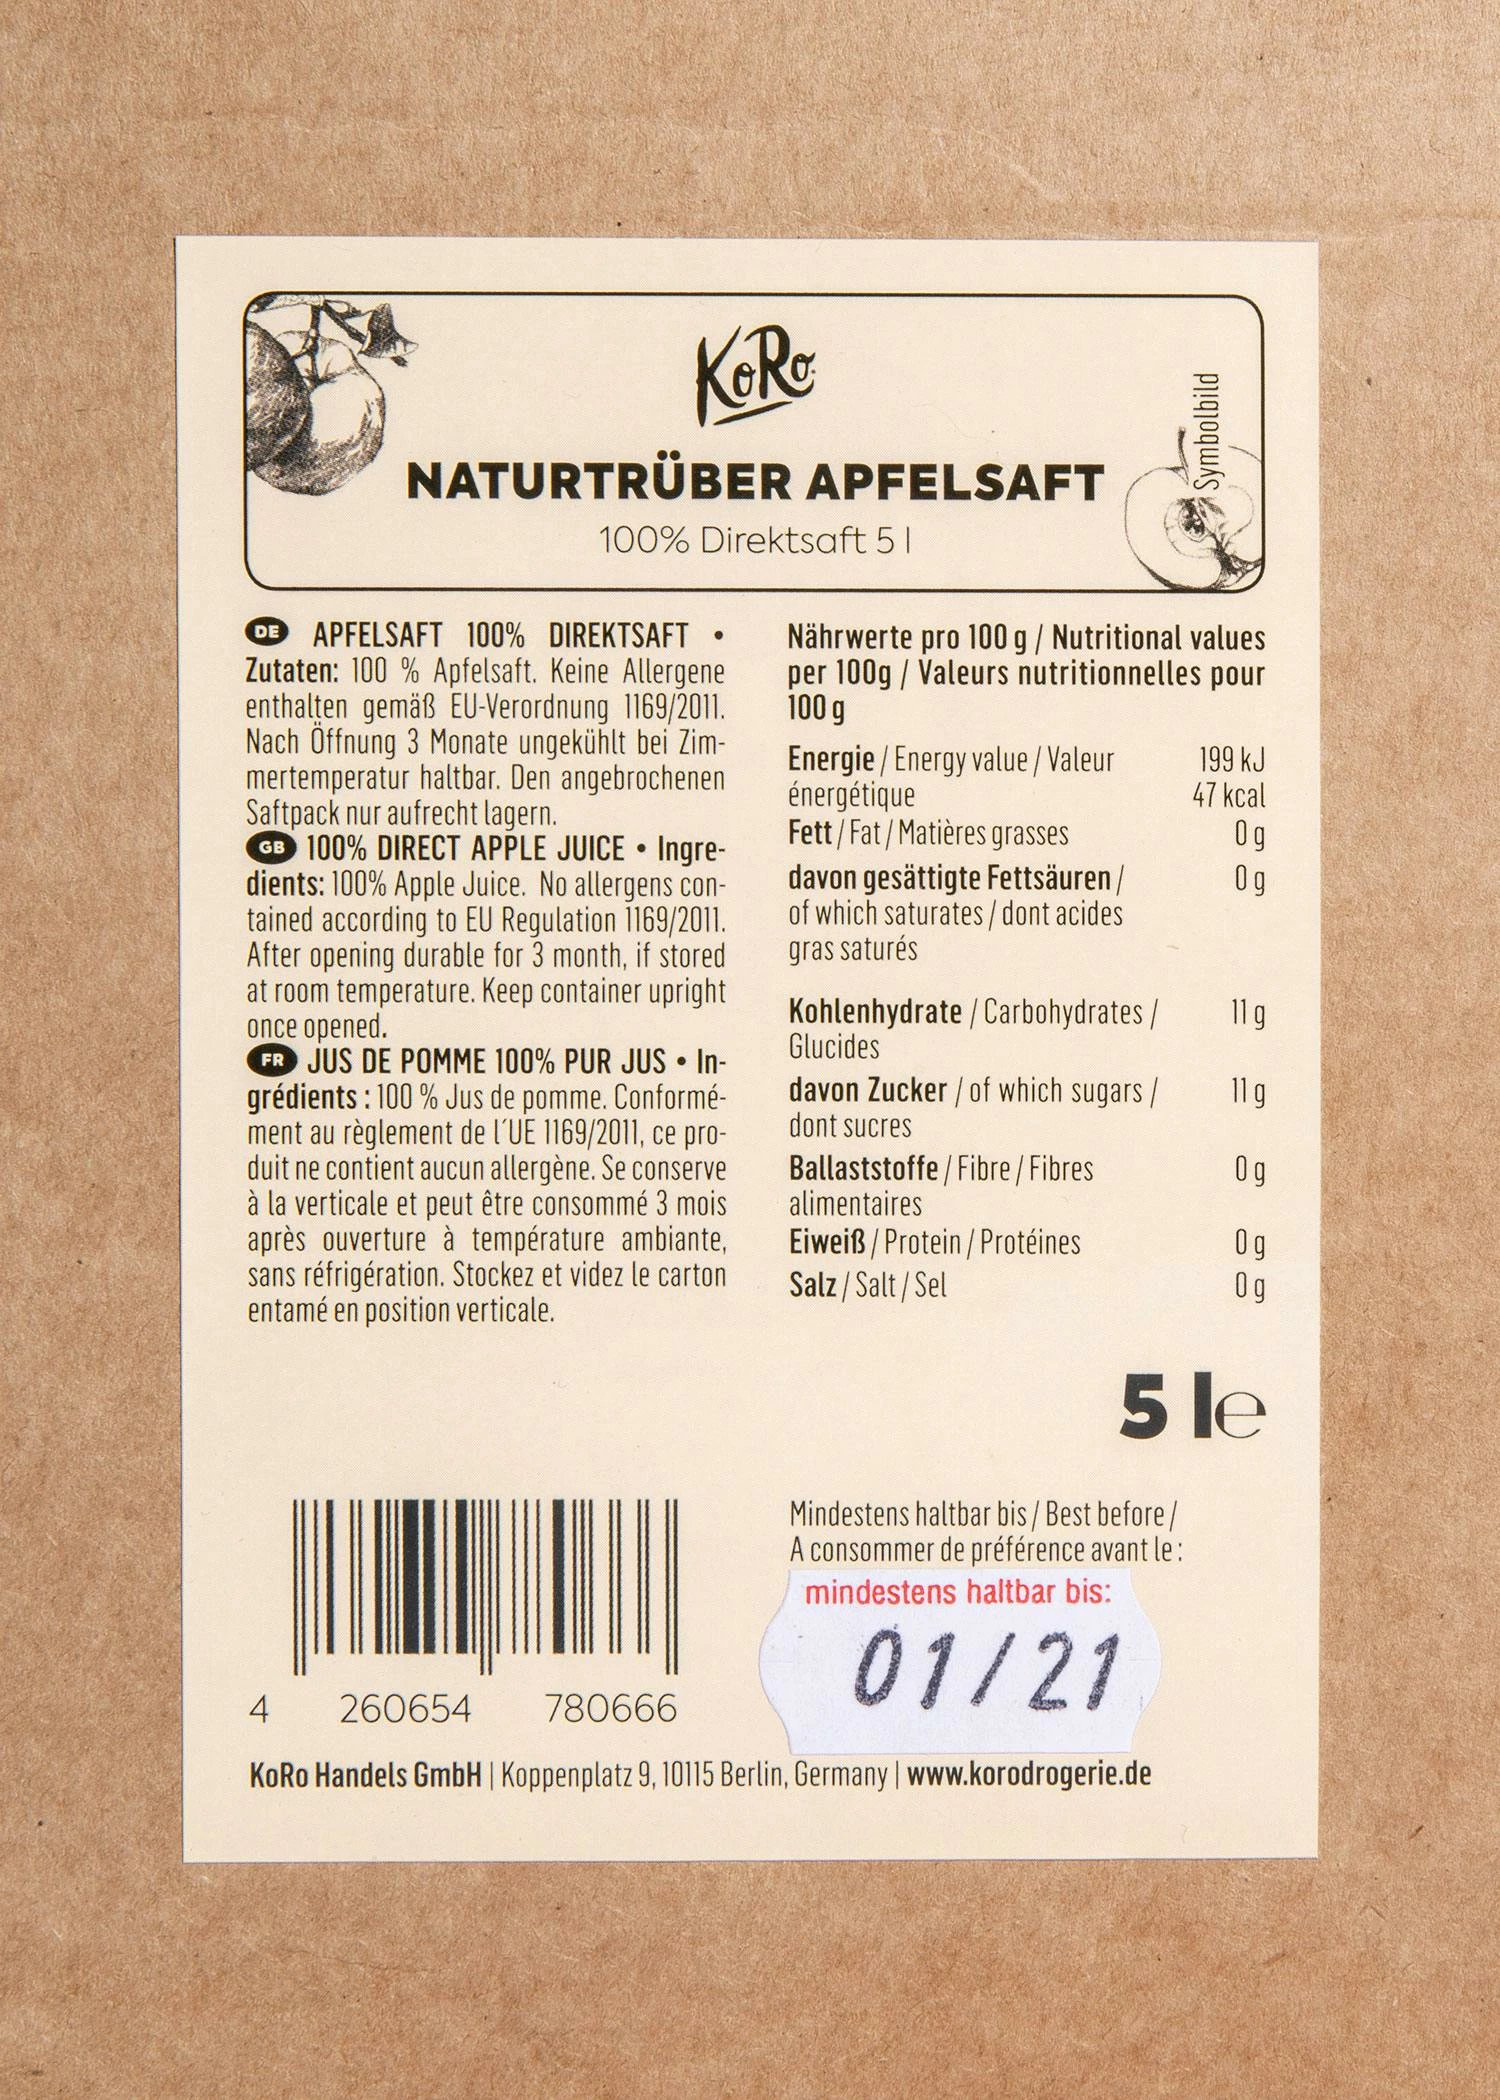 KoRo
NATURTRÜBER APFELSAFT
100% Direktsaft 5 l
Symbolbild
DE APFELSAFT 100% DIREKTSAFT •
Zutaten: 100 % Apfelsaft. Keine Allergene
enthalten gemäß EU-Verordnung 1169/2011.
Nach Öffnung 3 Monate ungekühlt bei Zim-
mertemperatur haltbar. Den angebrochenen
Saftpack nur aufrecht lagern.
GB 100% DIRECT APPLE JUICE • Ingre-
dients: 100% Apple Juice. No allergens con-
tained according to EU Regulation 1169/2011.
After opening durable for 3 month, if stored
at room temperature. Keep container upright
once opened.
FR JUS DE POMME 100% PUR JUS • In-
grédients : 100 % Jus de pomme. Conformé-
ment au règlement de l´UE 1169/2011, ce pro-
duit ne contient aucun allergène. Se conserve
à la verticale et peut être consommé 3 mois
après ouverture à température ambiante,
sans réfrigération. Stockez et videz le carton
entamé en position verticale.
Nährwerte pro 100 g / Nutritional values
per 100g / Valeurs nutritionnelles pour
100 g
Energie / Energy value / Valeur 199 kJ
énergétique 47 kcal
Fett / Fat / Matières grasses 0 g
davon gesättigte Fettsäuren / 0 g
of which saturates / dont acides
gras saturés
Kohlenhydrate / Carbohydrates / 11 g
Glucides
davon Zucker / of which sugars / 11 g
dont sucres
Ballaststoffe / Fibre / Fibres 0 g
alimentaires
Eiweiß / Protein / Protéines 0 g
Salz / Salt / Sel 0 g
5 l e
Mindestens haltbar bis / Best before /
A consommer de préférence avant le :
mindestens haltbar bis:
01/21
4 260654 780666
KoRo Handels GmbH | Koppenplatz 9, 10115 Berlin, Germany | www.korodrogerie.de